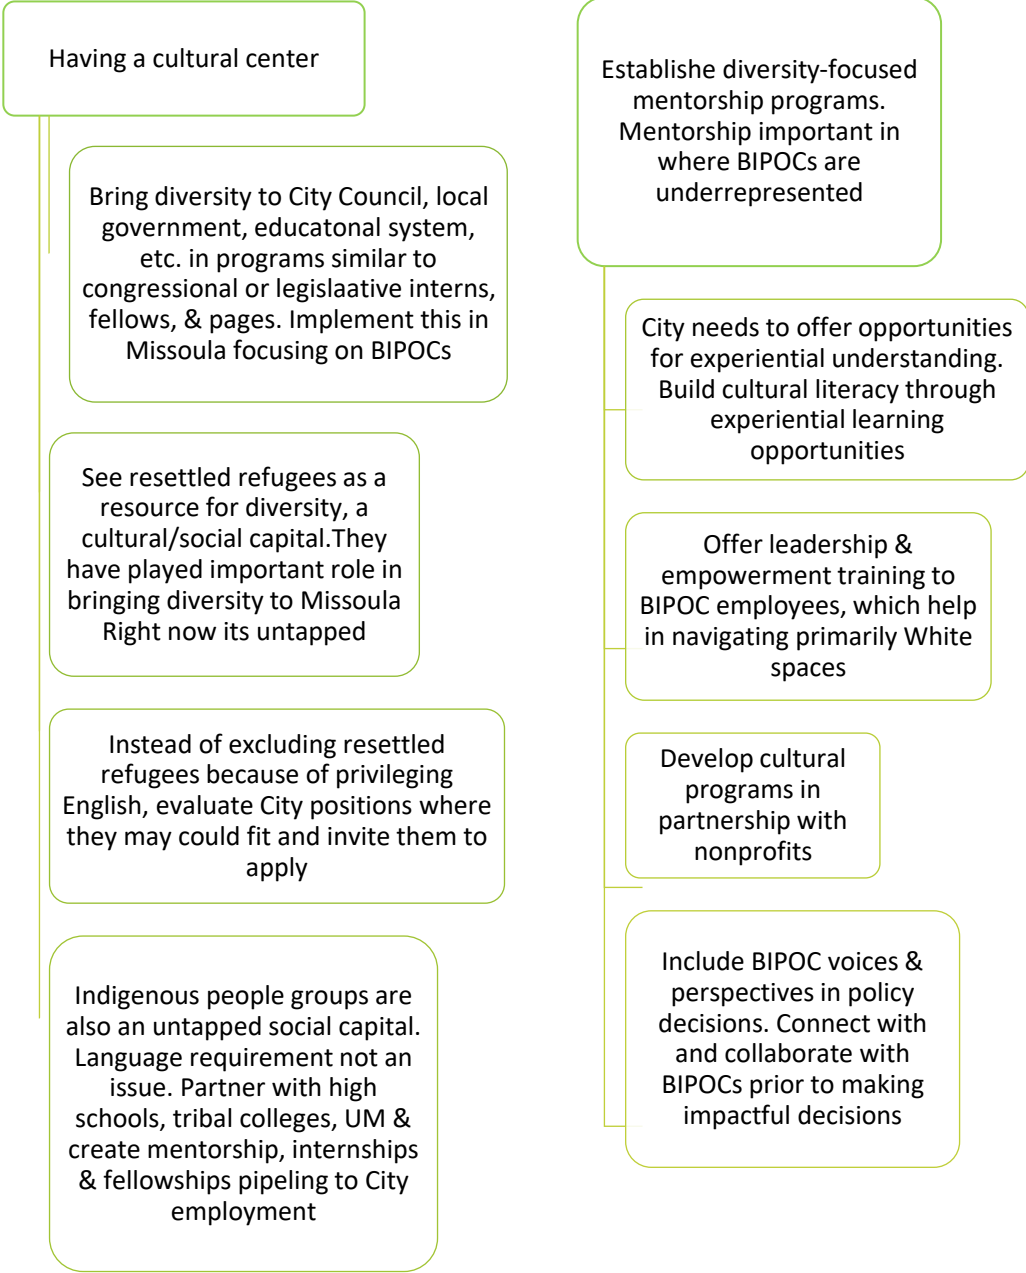 Having a cultural center
Bring diversity to City Council, local
government, educatonal system,
etc. in programs similar to
congressional or legislaative interns,
fellows, & pages. Implement this in
Missoula focusing on BIPOCs
See resettled refugees as a
resource for diversity, a
cultural/social capital.They
have played important role in
bringing diversity to Missoula
Right now its untapped
Instead of excluding resettled
refugees because of privileging
English, evaluate City positions where
they may could fit and invite them to
apply
Indigenous people groups are
also an untapped social capital.
Language requirement not an
issue. Partner with high
schools, tribal colleges, UM &
create mentorship, internships
& fellowships pipeling to City
employment
Establishe diversity-focused
mentorship programs.
Mentorship important in
where BIPOCs are
underrepresented
City needs to offer opportunities
for experiential understanding.
Build cultural literacy through
experiential learning
opportunities
Offer leadership &
empowerment training to
BIPOC employees, which help
in navigating primarily White
spaces
Develop cultural
programs in
partnership with
nonprofits
Include BIPOC voices &
perspectives in policy
decisions. Connect with
and collaborate with
BIPOCs prior to making
impactful decisions